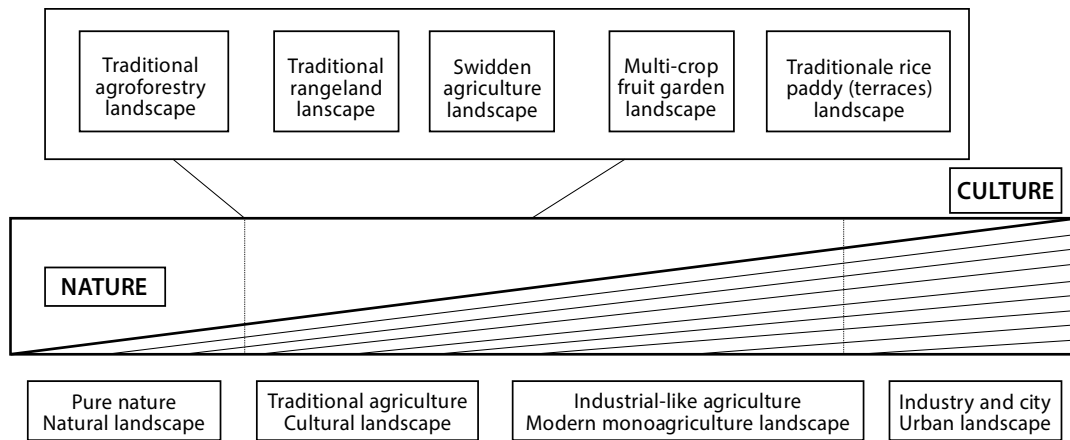 Traditional
agroforestry
landscape
Traditional
rangeland
lanscape
Swidden
agriculture
landscape
Multi-crop
fruit garden
landscape
Traditionale rice
paddy (terraces)
landscape
CULTURE
NATURE
Pure nature
Natural landscape
Traditional agriculture
Cultural landscape
Industrial-like agriculture
Modern monoagriculture landscape
Industry and city
Urban landscape